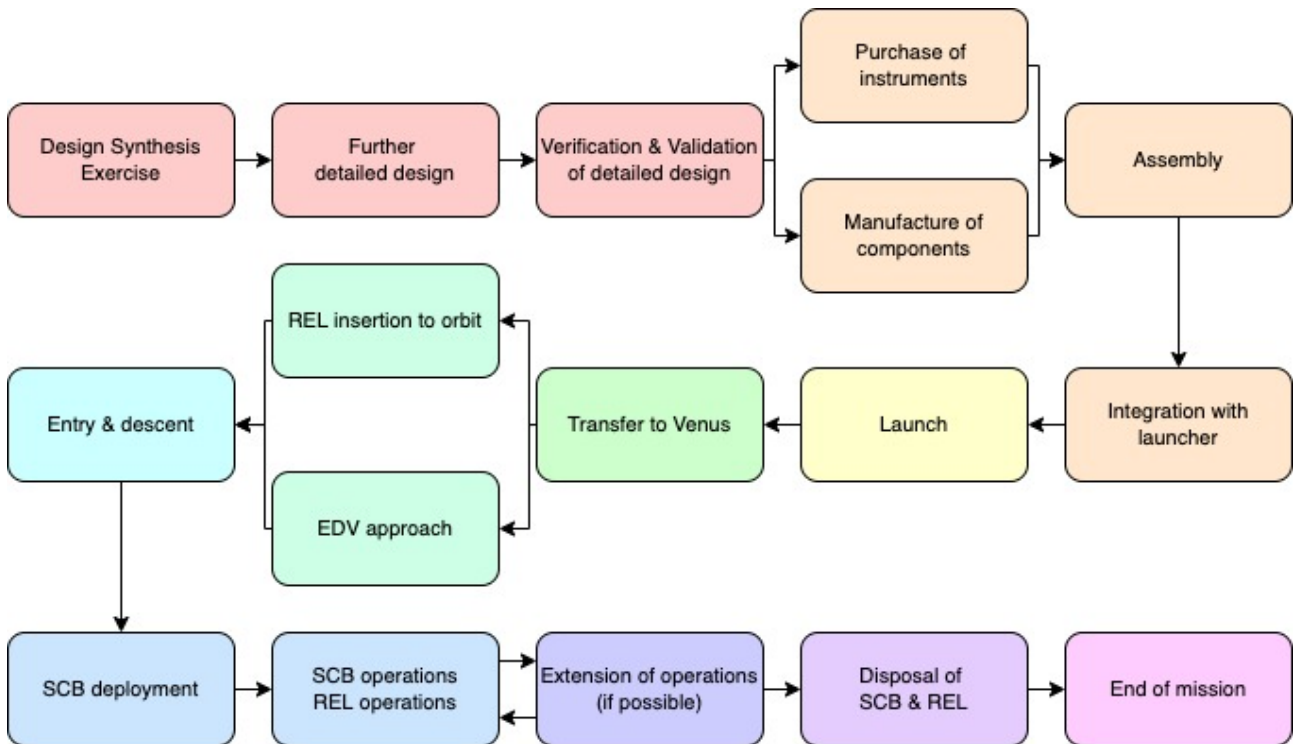 Design Synthesis
Exercise
Further
detailed design
Verification & Validation
of detailed design
Purchase of
instruments
Manufacture of
components
Assembly
Integration with
launcher
Launch
Transfer to Venus
REL insertion to orbit
EDV approach
Entry & descent
SCB deployment
SCB operations
REL operations
Extension of operations
(if possible)
Disposal of
SCB & REL
End of mission